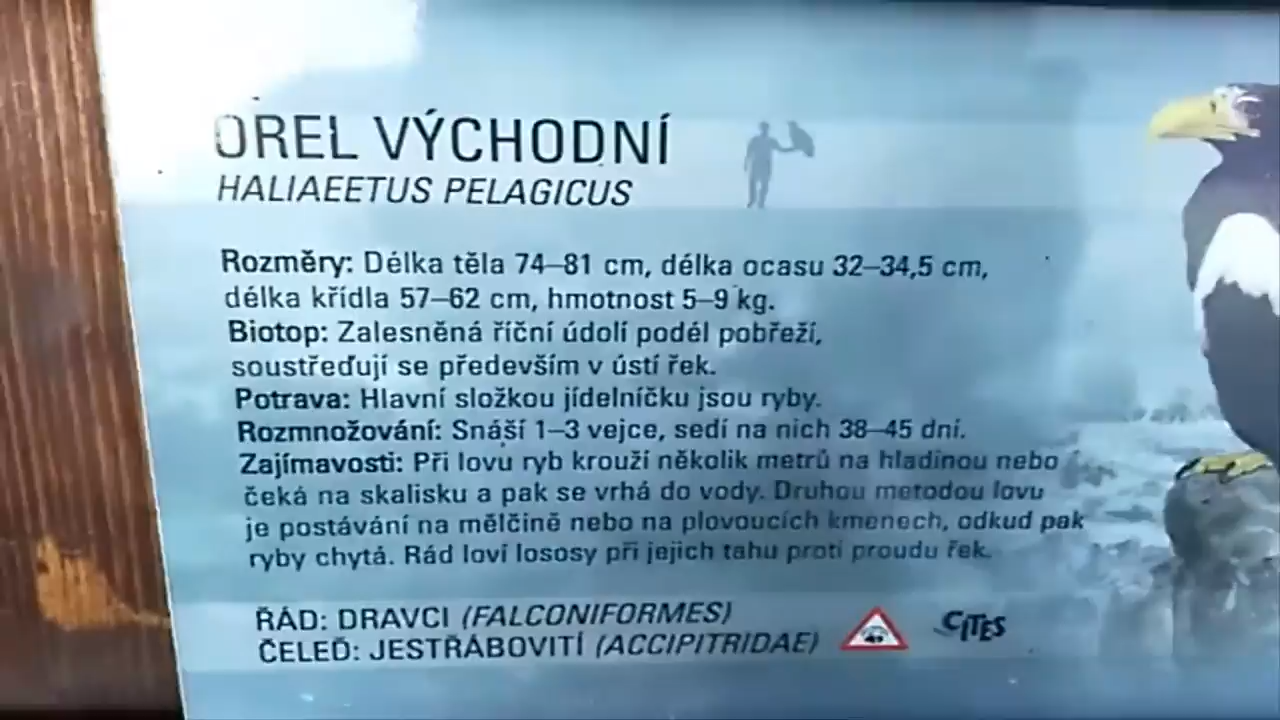 OREL VÝCHODNÍ
HALIAEETUS PELAGICUS
Rozměry: Délka těla 74–81 cm, délka ocasu 32–34,5 cm,
délka křídla 57–62 cm, hmotnost 5–9 kg.
Biotop: Zalesněná říční údolí podél pobřeží,
soustřeďují se především v ústí řek.
Potrava: Hlavní složkou jídelníčku jsou ryby.
Rozmnožování: Snáší 1–3 vejce, sedí na nich 38–45 dní.
Zajímavosti: Při lovu ryb krouží několik metrů na hladinou nebo
čeká na skalisku a pak se vrhá do vody. Druhou metodou lovu
je postávání na mělčině nebo na plovoucích kmenech, odkud pak
ryby chytá. Rád loví lososy při jejich tahu proti proudu řek.
ŘÁD: DRAVCI (FALCONIFORMES)
ČELEĎ: JESTŘÁBOVITÍ (ACCIPITRIDAE)
CITES